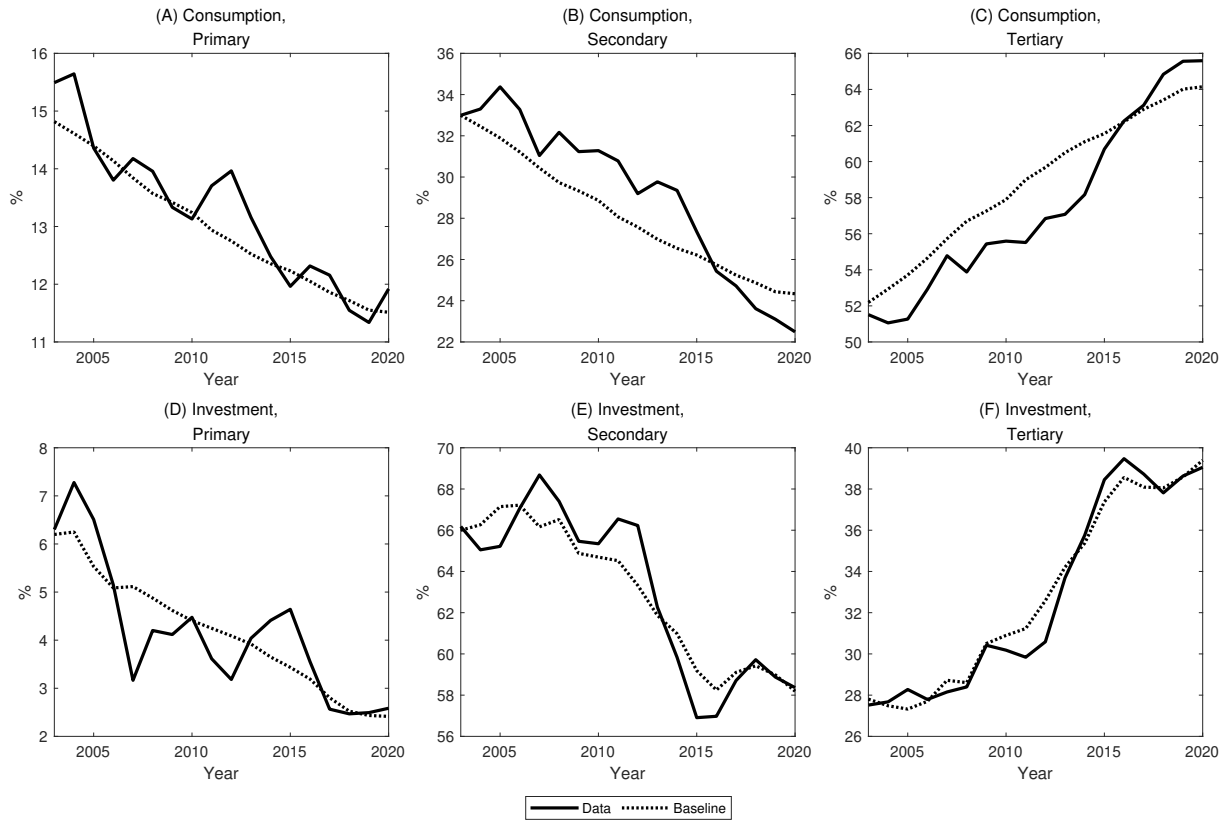 (A) Consumption,
Primary
16
15
14
13
12
11
%
2005 2010 2015 2020
Year
(B) Consumption,
Secondary
36
34
32
30
28
26
24
22
%
2005 2010 2015 2020
Year
(C) Consumption,
Tertiary
66
64
62
60
58
56
54
52
50
%
2005 2010 2015 2020
Year
(D) Investment,
Primary
8
7
6
5
4
3
2
%
2005 2010 2015 2020
Year
(E) Investment,
Secondary
70
68
66
64
62
60
58
56
%
2005 2010 2015 2020
Year
(F) Investment,
Tertiary
40
38
36
34
32
30
28
26
%
2005 2010 2015 2020
Year
Data Baseline